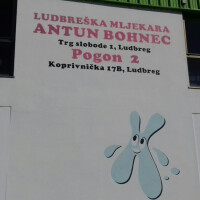 LUDBREŠKA MLJEKARA
ANTUN BOHNEC
Trg slobode 1, Ludbreg
Pogon 2
Koprivnička 17B, Ludbreg